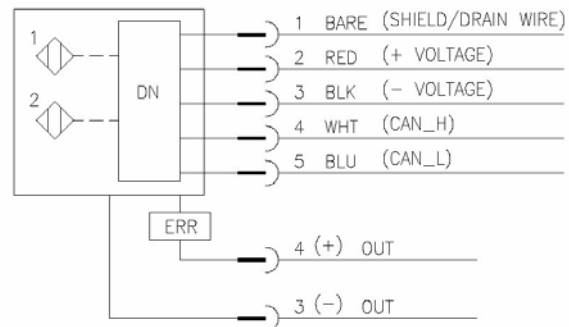 1 BARE (SHIELD/DRAIN WIRE)
1
2 RED (+ VOLTAGE)
DN
3 BLK (– VOLTAGE)
2
4 WHT (CAN_H)
5 BLU (CAN_L)
ERR
4 (+) OUT
3 (–) OUT